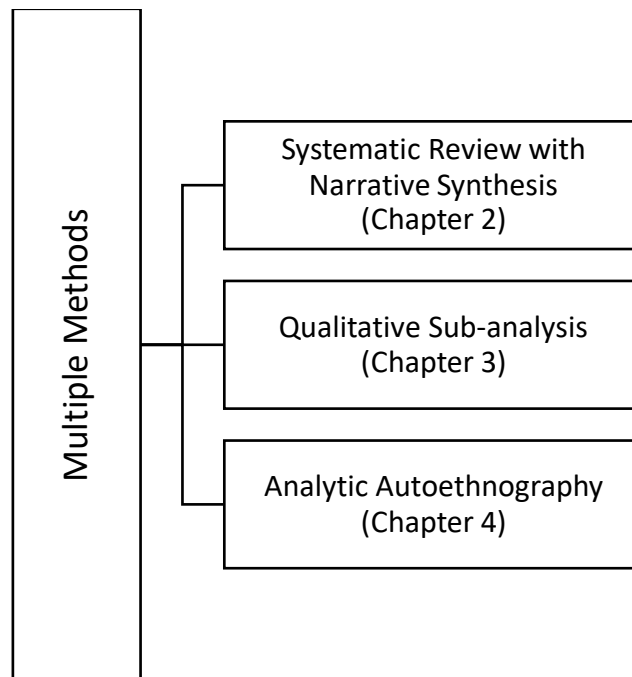 Multiple Methods
Systematic Review with
Narrative Synthesis
(Chapter 2)
Qualitative Sub-analysis
(Chapter 3)
Analytic Autoethnography
(Chapter 4)